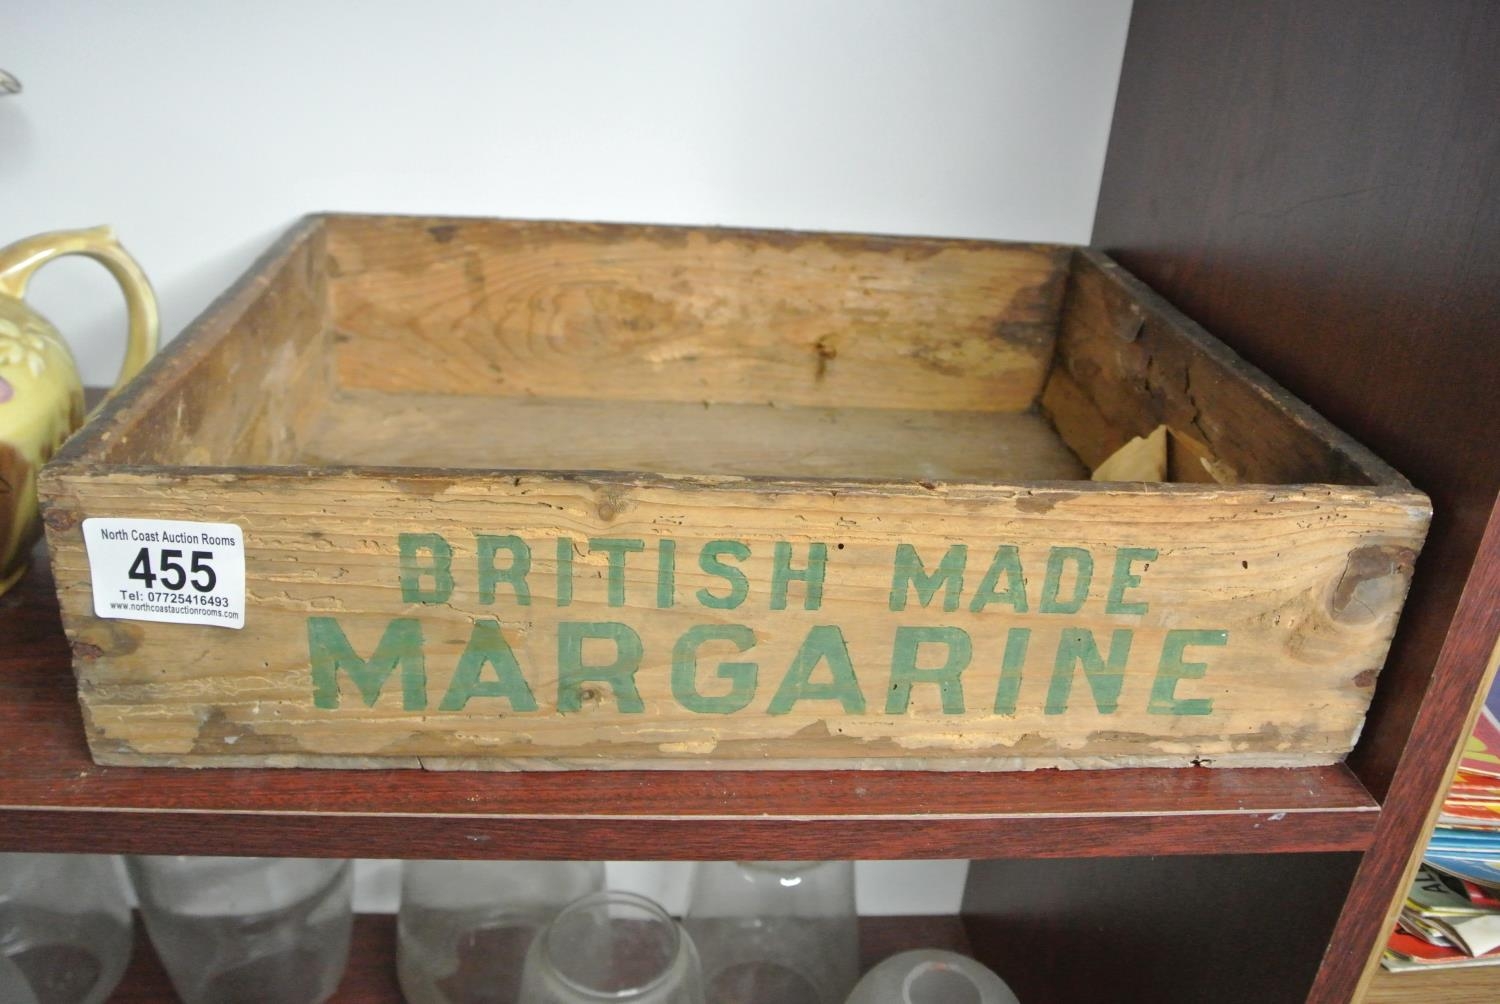 North Coast Auction Rooms
455
Tel: 07725416493
www.northcoastauctionrooms.com
BRITISH MADE
MARGARINE